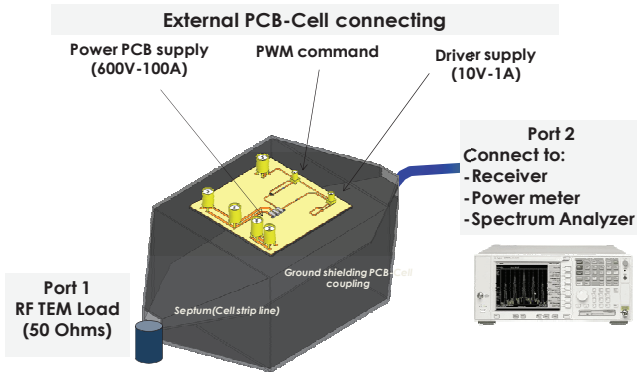 External PCB-Cell connecting
Power PCB supply
(600V-100A)
PWM command
Driver supply
(10V-1A)
Port 2
Connect to:
-Receiver
-Power meter
-Spectrum Analyzer
Ground shielding PCB-Cell
coupling
Septum(Cell strip line)
Port 1
RF TEM Load
(50 Ohms)